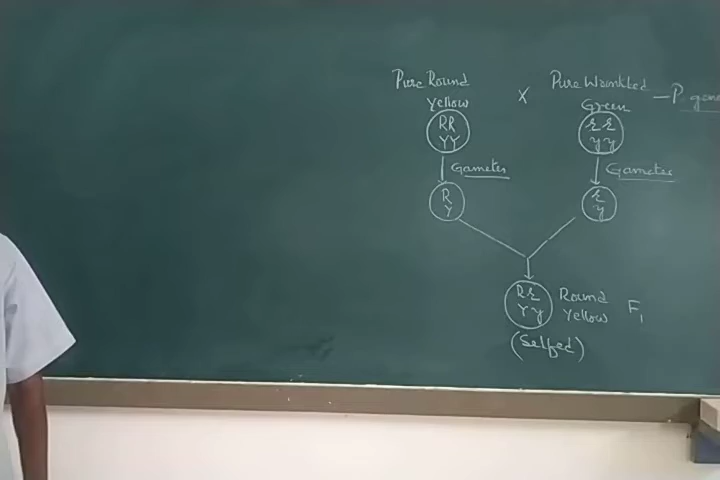 Pure Round
Yellow
X
Pure Wrinkled
Green
P. gene
RR
YY
rr
yy
Gametes
Gametes
R
Y
r
y
Rr
Yy
Round
Yellow
F1
(Selfed)